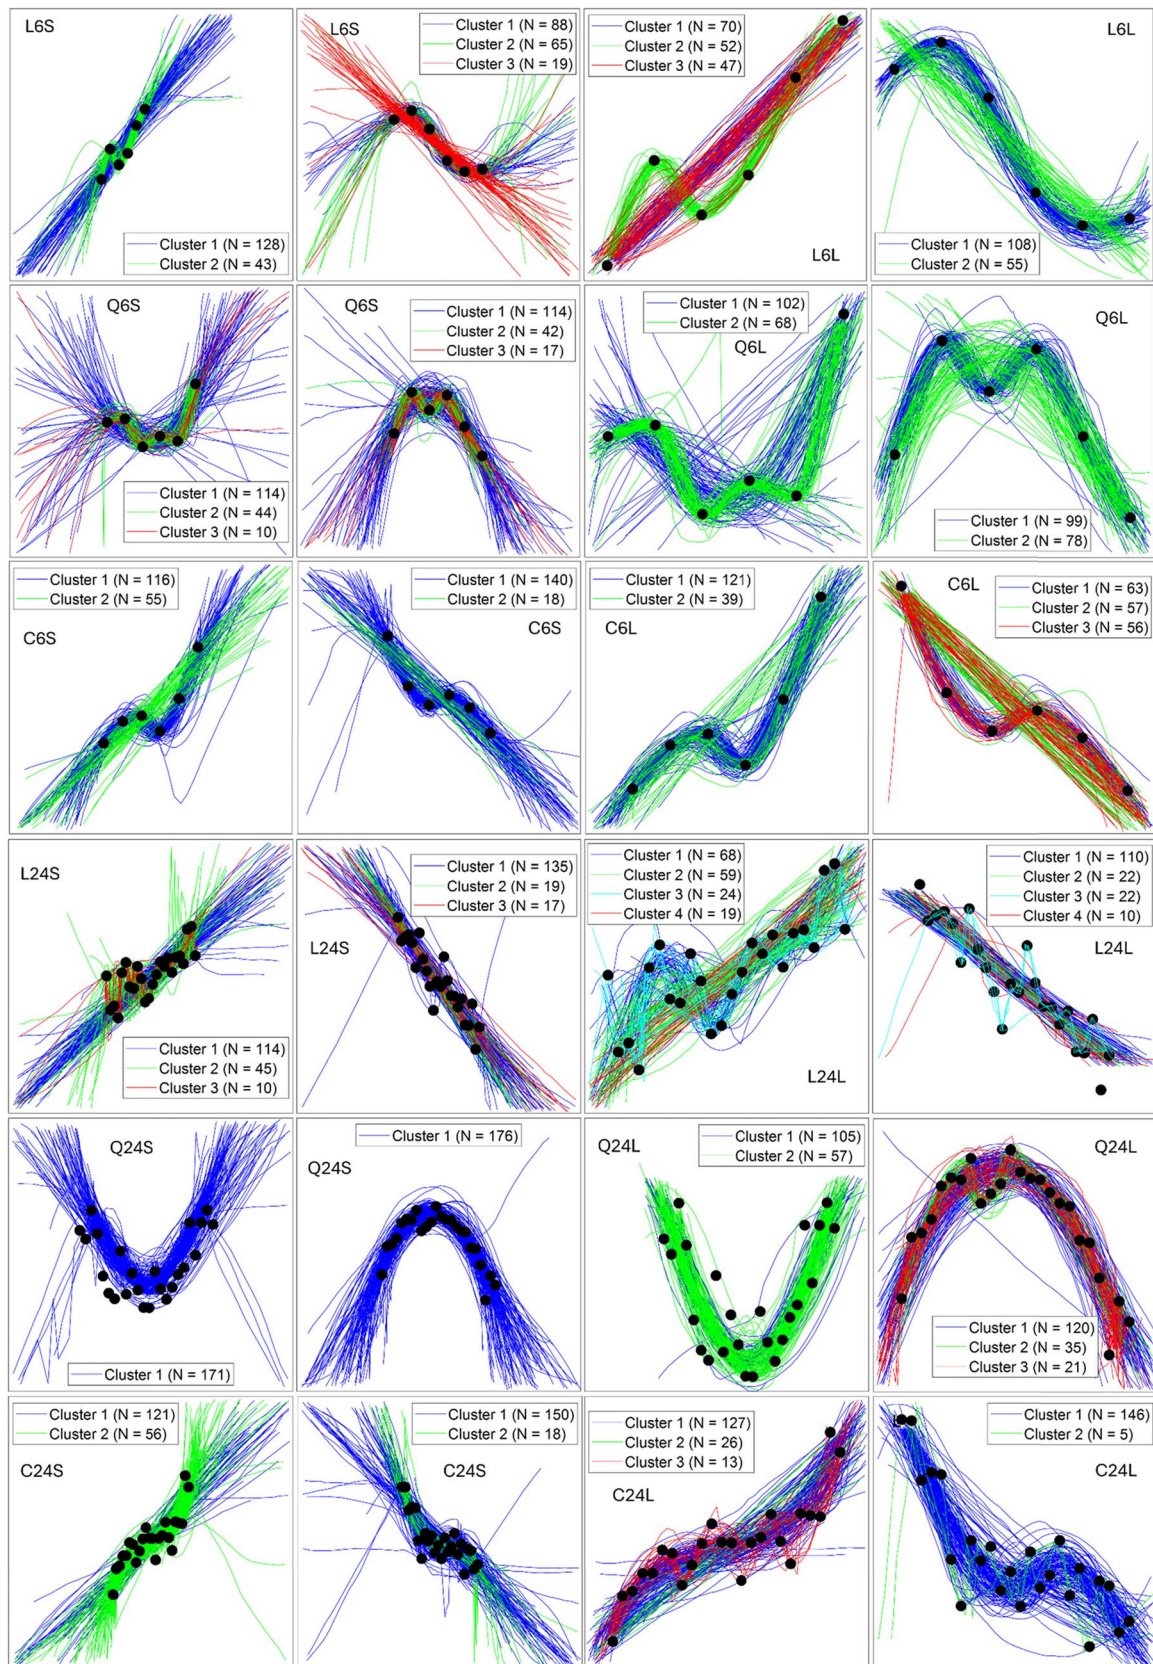 L6S
Cluster 1 (N = 128)
Cluster 2 (N = 43)
L6S
Cluster 1 (N = 88)
Cluster 2 (N = 65)
Cluster 3 (N = 19)
Cluster 1 (N = 70)
Cluster 2 (N = 52)
Cluster 3 (N = 47)
L6L
L6L
Cluster 1 (N = 108)
Cluster 2 (N = 55)
Q6S
Cluster 1 (N = 114)
Cluster 2 (N = 44)
Cluster 3 (N = 10)
Q6S
Cluster 1 (N = 114)
Cluster 2 (N = 42)
Cluster 3 (N = 17)
Cluster 1 (N = 102)
Cluster 2 (N = 68)
Q6L
Q6L
Cluster 1 (N = 99)
Cluster 2 (N = 78)
Cluster 1 (N = 116)
Cluster 2 (N = 55)
C6S
Cluster 1 (N = 140)
Cluster 2 (N = 18)
C6S
Cluster 1 (N = 121)
Cluster 2 (N = 39)
C6L
C6L
Cluster 1 (N = 63)
Cluster 2 (N = 57)
Cluster 3 (N = 56)
L24S
Cluster 1 (N = 114)
Cluster 2 (N = 45)
Cluster 3 (N = 10)
Cluster 1 (N = 135)
Cluster 2 (N = 19)
Cluster 3 (N = 17)
L24S
Cluster 1 (N = 68)
Cluster 2 (N = 59)
Cluster 3 (N = 24)
Cluster 4 (N = 19)
L24L
Cluster 1 (N = 110)
Cluster 2 (N = 22)
Cluster 3 (N = 22)
Cluster 4 (N = 10)
L24L
Q24S
Cluster 1 (N = 171)
Cluster 1 (N = 176)
Q24S
Cluster 1 (N = 105)
Cluster 2 (N = 57)
Q24L
Q24L
Cluster 1 (N = 120)
Cluster 2 (N = 35)
Cluster 3 (N = 21)
Cluster 1 (N = 121)
Cluster 2 (N = 56)
C24S
Cluster 1 (N = 150)
Cluster 2 (N = 18)
C24S
Cluster 1 (N = 127)
Cluster 2 (N = 26)
Cluster 3 (N = 13)
C24L
Cluster 1 (N = 146)
Cluster 2 (N = 5)
C24L